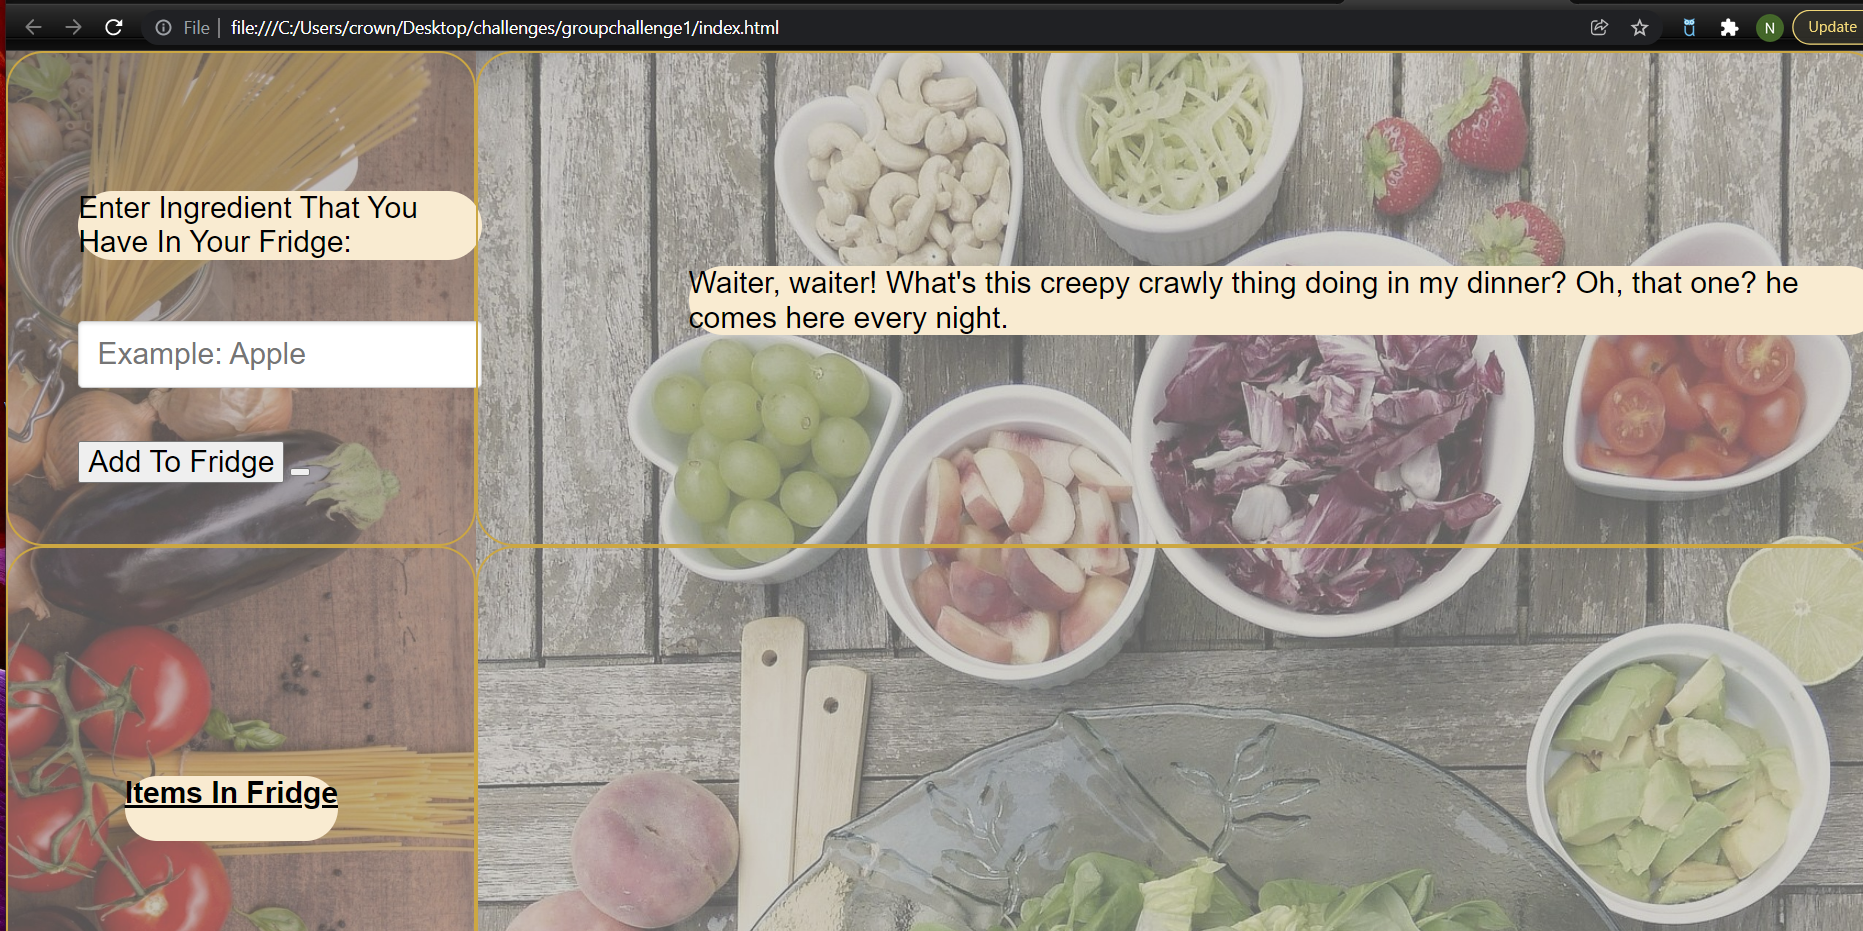 File
file:///C:/Users/crown/Desktop/challenges/groupchallenge1/index.html
N
Update
Enter Ingredient That You
Have In Your Fridge:
Example: Apple
Add To Fridge
Waiter, waiter! What's this creepy crawly thing doing in my dinner? Oh, that one? he
comes here every night.
Items In Fridge